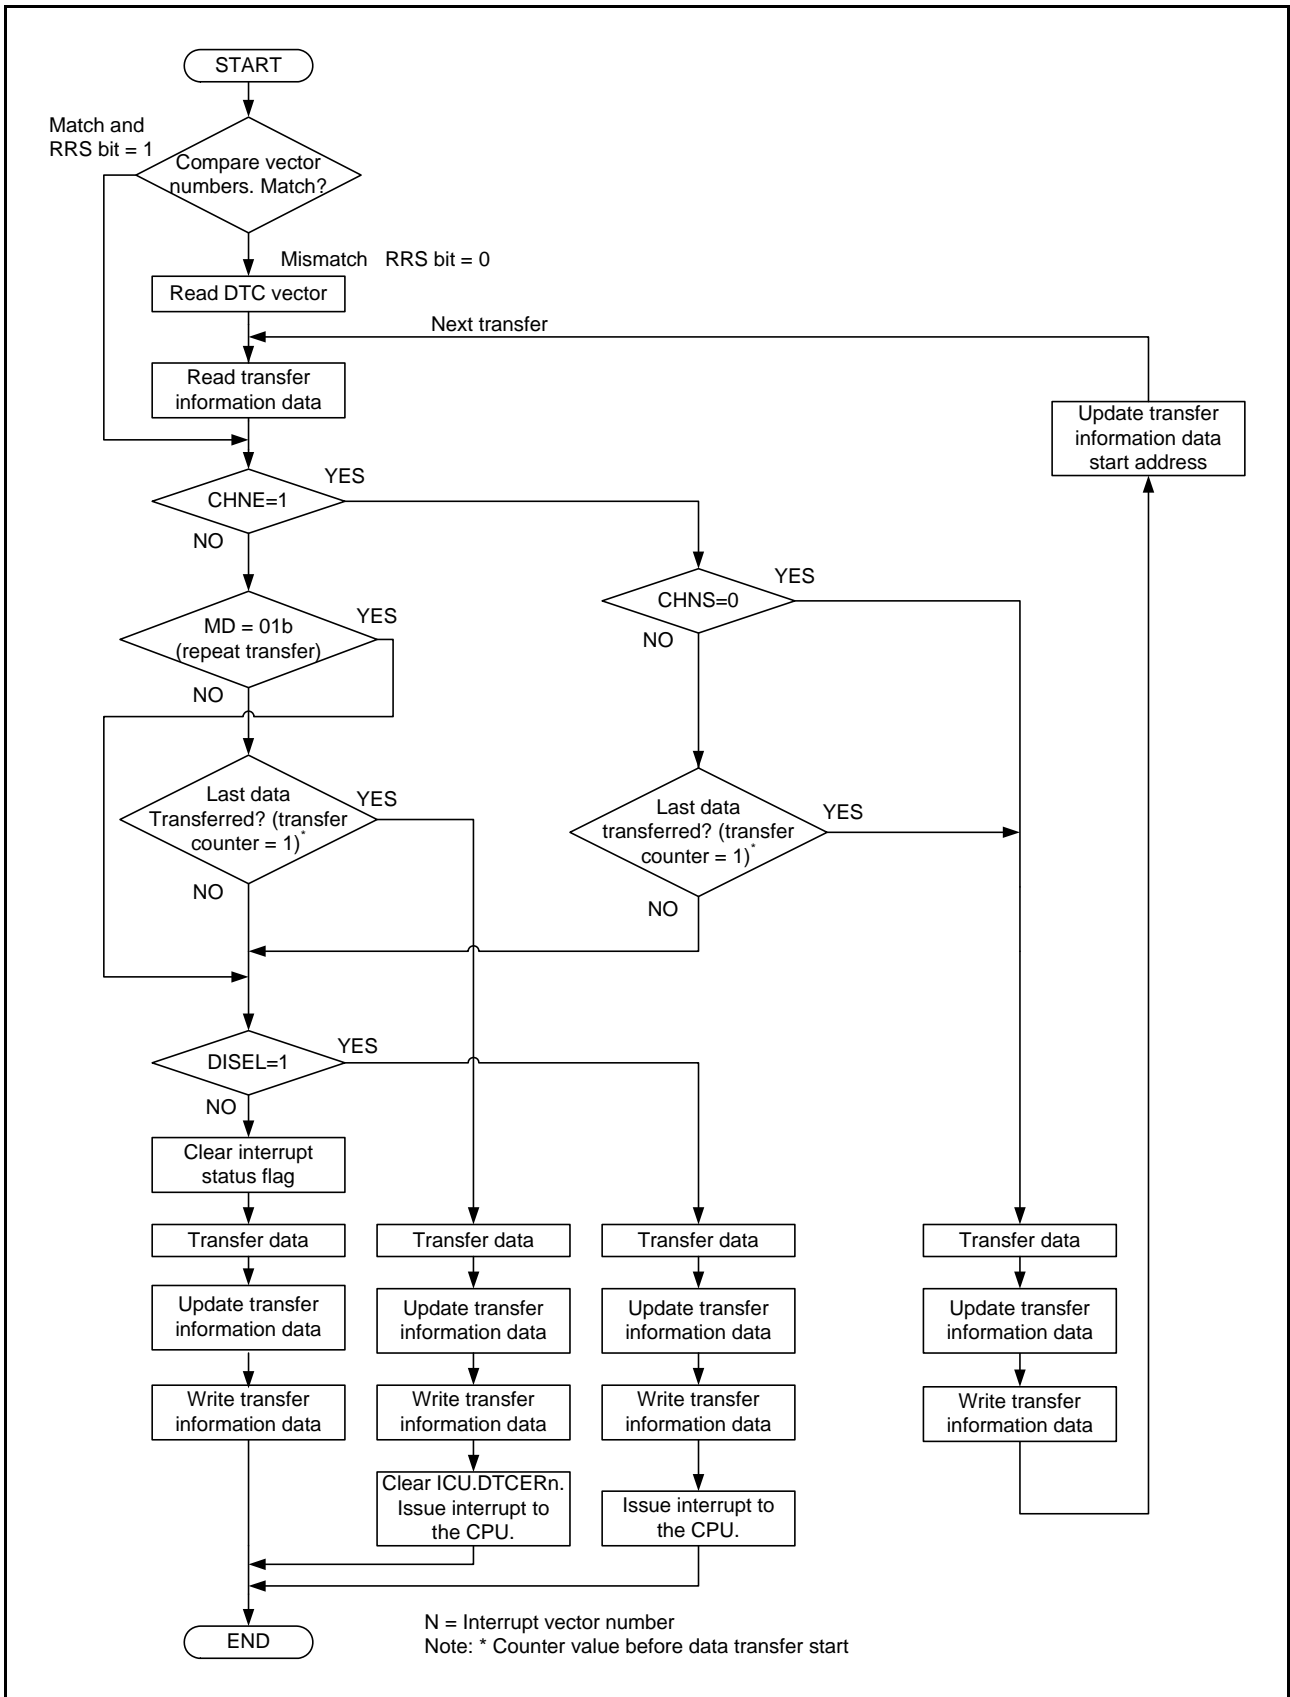 START
Match and
RRS bit = 1
Compare vector
numbers. Match?
Mismatch RRS bit = 0
Read DTC vector
Next transfer
Read transfer
information data
Update transfer
information data
start address
YES
CHNE=1
NO
YES
CHNS=0
NO
YES
MD = 01b
(repeat transfer)
NO
Last data
Transferred? (transfer
counter = 1)*
YES
NO
Last data
transferred? (transfer
counter = 1)*
YES
NO
YES
DISEL=1
NO
Clear interrupt
status flag
Transfer data
Transfer data
Transfer data
Transfer data
Update transfer
information data
Update transfer
information data
Update transfer
information data
Update transfer
information data
Write transfer
information data
Write transfer
information data
Write transfer
information data
Write transfer
information data
Clear ICU.DTCERn.
Issue interrupt to
the CPU.
Issue interrupt to
the CPU.
END
N = Interrupt vector number
Note: * Counter value before data transfer start